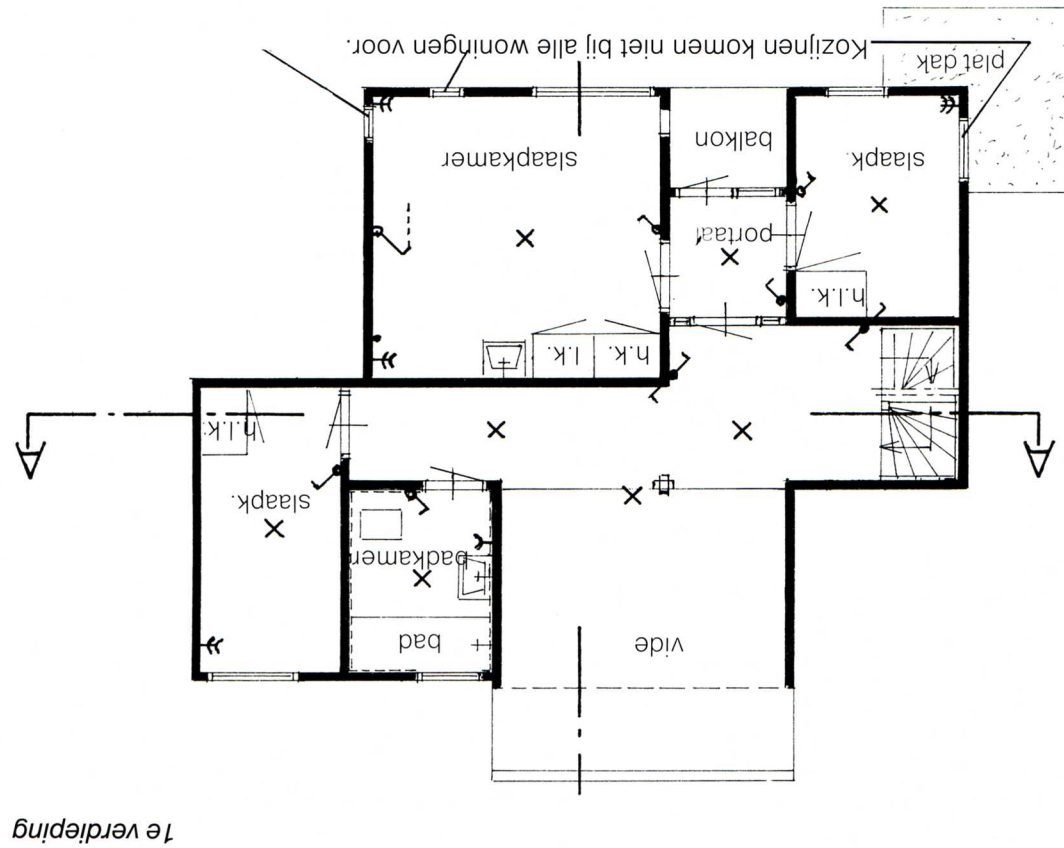 1e verdieping
vide
bad
badkamer
slaapk.
h.l.k.
h.k.
l.k.
h.l.k.
portaal
slaapkamer
balkon
slaapk.
plat dak
Kozijnen komen niet bij alle woningen voor.